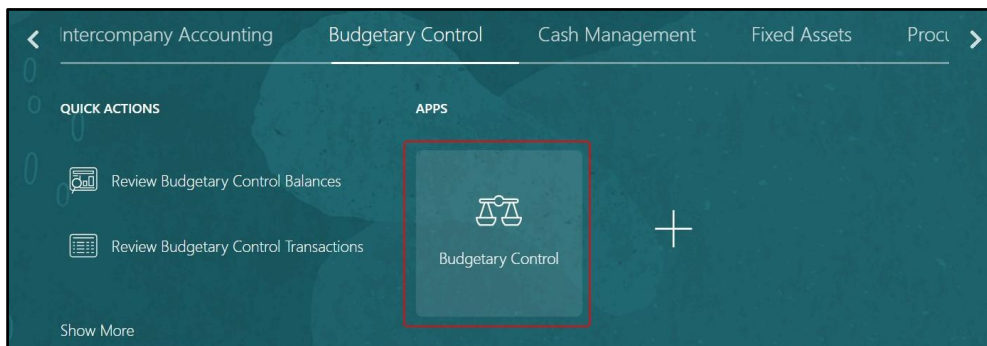 Intercompany Accounting Budgetary Control Cash Management Fixed Assets
QUICK ACTIONS
Review Budgetary Control Balances
Review Budgetary Control Transactions
Show More
APPS
Budgetary Control